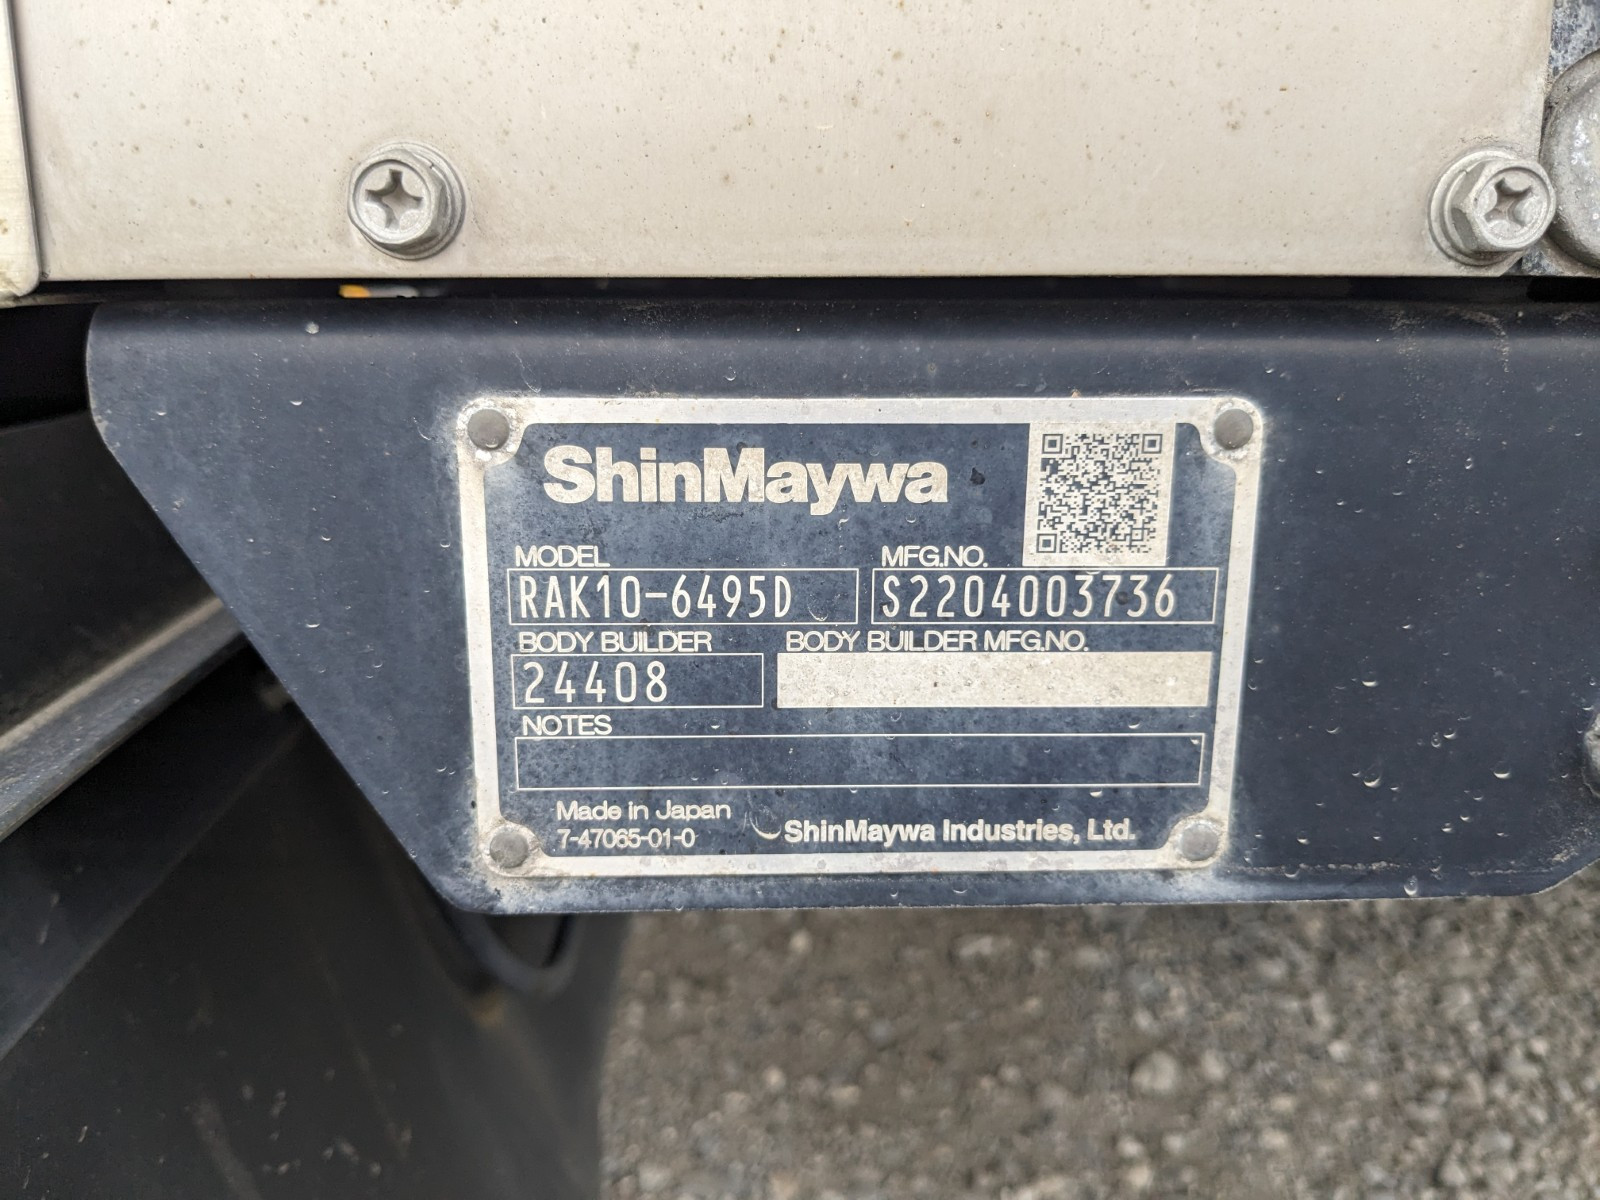 ShinMaywa
MODEL MFG.NO.
RAK10-6495D S2204003736
BODY BUILDER BODY BUILDER MFG.NO.
24408
NOTES
Made in Japan
7-47065-01-0 ShinMaywa Industries, Ltd.